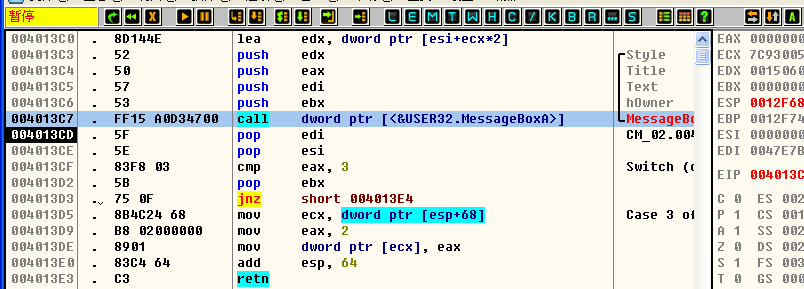 暫停
L E M T W H C / K B R ... S
004013C0 . 8D144E lea edx, dword ptr [esi+ecx*2]
004013C3 . 52 push edx Style
004013C4 . 50 push eax Title
004013C5 . 57 push edi Text
004013C6 . 53 push ebx hOwner
004013C7 . FF15 A0D34700 call dword ptr [<&USER32.MessageBoxA>] MessageBo
004013CD . 5F pop edi CM_02.004
004013CE . 5E pop esi
004013CF . 83F8 03 cmp eax, 3 Switch (c
004013D2 . 5B pop ebx
004013D3 . 75 0F jnz short 004013E4
004013D5 . 8B4C24 68 mov ecx, dword ptr [esp+68] Case 3 of
004013D9 . B8 02000000 mov eax, 2
004013DE . 8901 mov dword ptr [ecx], eax
004013E0 . 83C4 64 add esp, 64
004013E3 . C3 retn
EAX 0000000
ECX 7C93005
EDX 0015060
EBX 0000000
ESP 0012F68
EBP 0012F74
ESI 0000000
EDI 0047E7B
EIP 004013C
C 0 ES 002
P 1 CS 001
A 1 SS 002
Z 0 DS 002
S 1 FS 003
T 0 GS 000